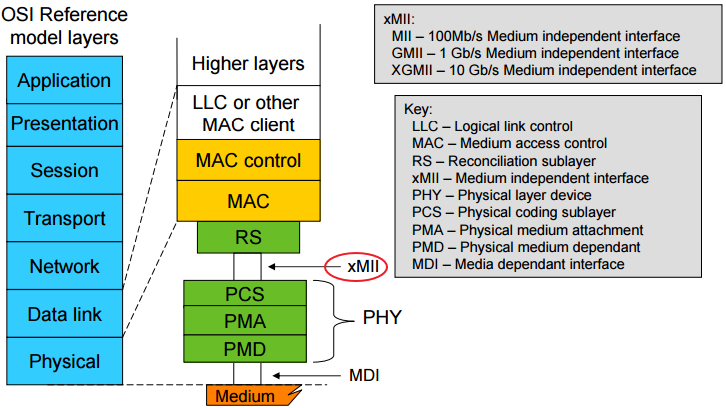 OSI Reference
model layers
Application
Presentation
Session
Transport
Network
Data link
Physical
Higher layers
LLC or other
MAC client
MAC control
MAC
RS
xMII
PCS
PMA
PMD
PHY
MDI
Medium
xMII:
MII – 100Mb/s Medium independent interface
GMII – 1 Gb/s Medium independent interface
XGMII – 10 Gb/s Medium independent interface
Key:
LLC – Logical link control
MAC – Medium access control
RS – Reconciliation sublayer
xMII – Medium independent interface
PHY – Physical layer device
PCS – Physical coding sublayer
PMA – Physical medium attachment
PMD – Physical medium dependant
MDI – Media dependant interface